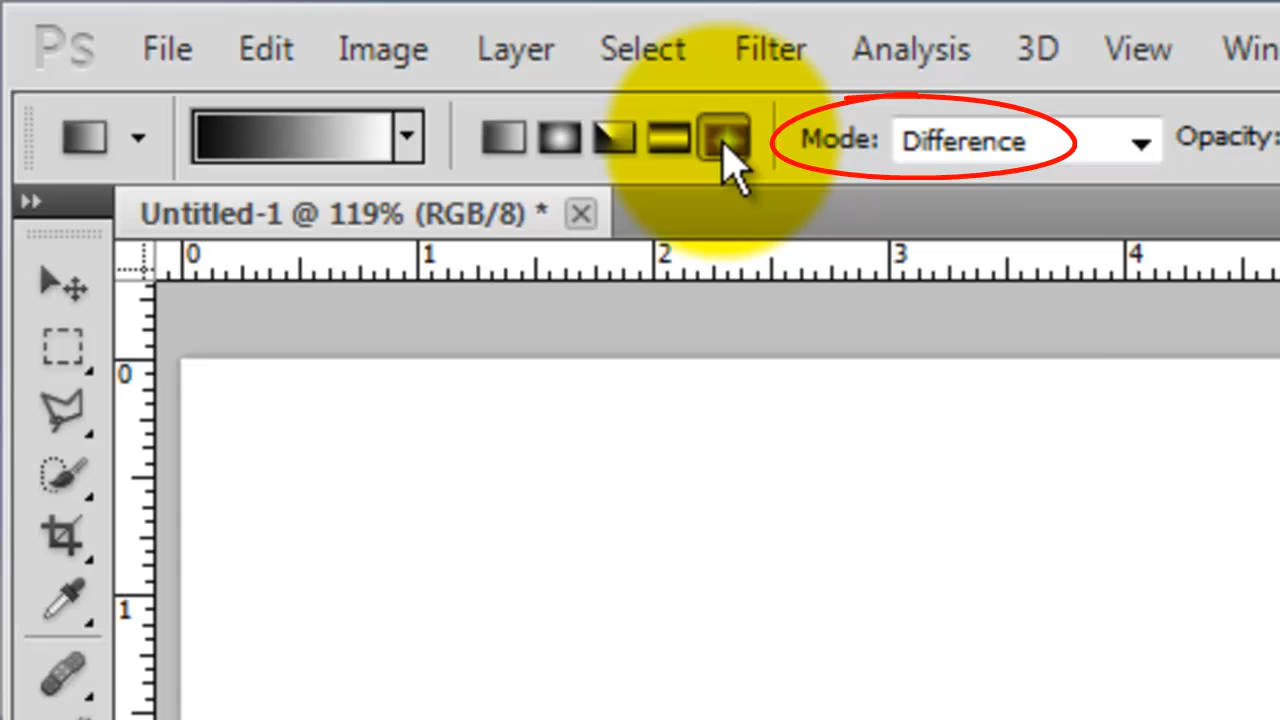 Ps File Edit Image Layer Select Filter Analysis 3D View Win
Mode: Difference Opacity:
Untitled-1 @ 119% (RGB/8) *
0 1 2 3 4
0
1